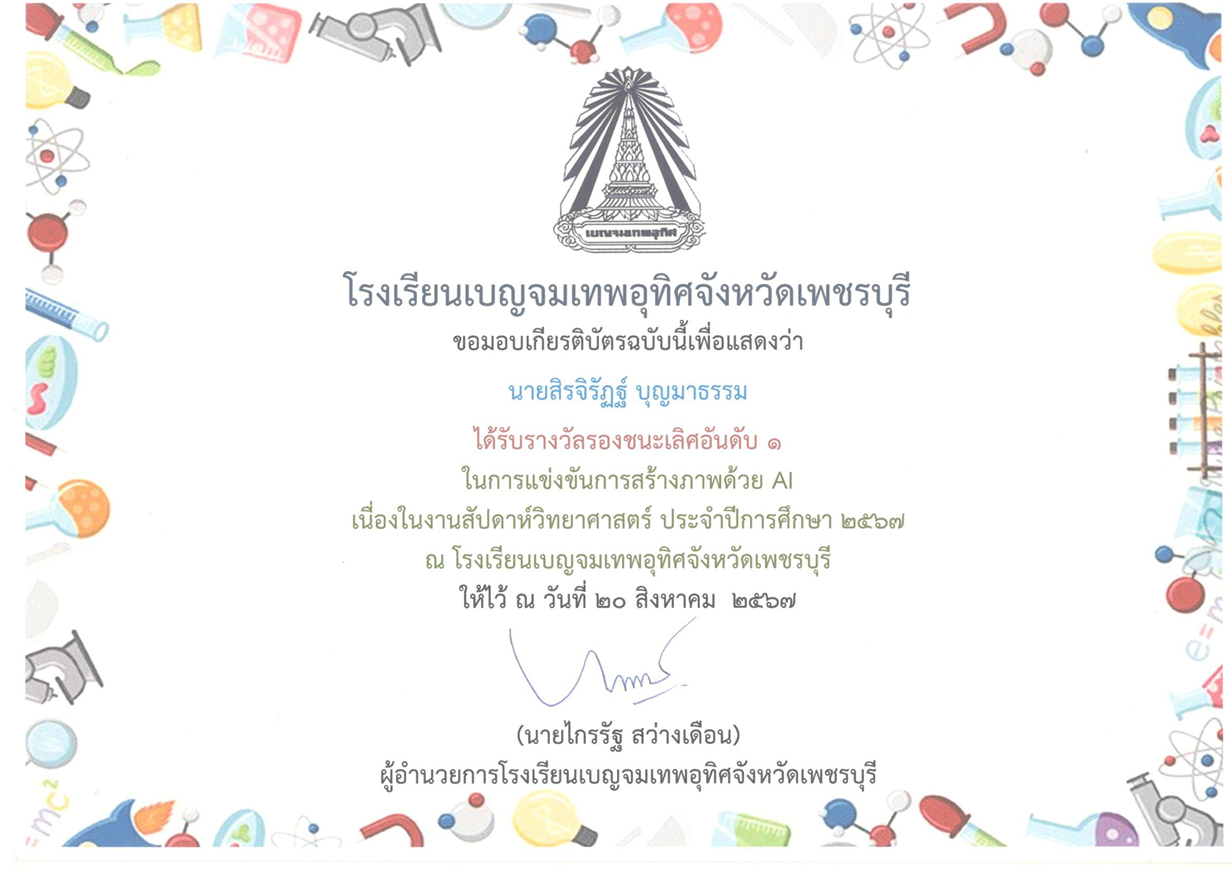 เบญจมเทพอุทิศ
โรงเรียนเบญจมเทพอุทิศจังหวัดเพชรบุรี
ขอมอบเกียรติบัตรฉบับนี้เพื่อแสดงว่า
นายสิรจิรัฏฐ์ บุญมาธรรม
ได้รับรางวัลรองชนะเลิศอันดับ ๑
ในการแข่งขันการสร้างภาพด้วย AI
เนื่องในงานสัปดาห์วิทยาศาสตร์ ประจำปีการศึกษา ๒๕๖๗
ณ โรงเรียนเบญจมเทพอุทิศจังหวัดเพชรบุรี
ให้ไว้ ณ วันที่ ๒๐ สิงหาคม ๒๕๖๗
(นายไกรรัฐ สว่างเดือน)
ผู้อำนวยการโรงเรียนเบญจมเทพอุทิศจังหวัดเพชรบุรี
=mc²
e=m